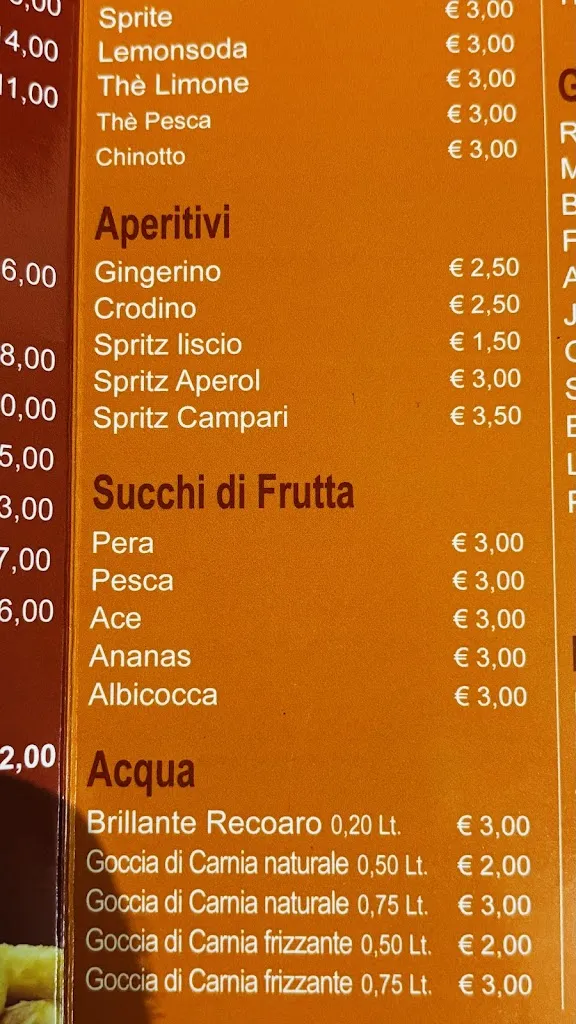 Sprite € 3,00
Lemonsoda € 3,00
Thè Limone € 3,00
Thè Pesca € 3,00
Chinotto € 3,00
Aperitivi
Gingerino € 2,50
Crodino € 2,50
Spritz liscio € 1,50
Spritz Aperol € 3,00
Spritz Campari € 3,50
Succhi di Frutta
Pera € 3,00
Pesca € 3,00
Ace € 3,00
Ananas € 3,00
Albicocca € 3,00
Acqua
Brillante Recoaro 0,20 Lt. € 3,00
Goccia di Carnia naturale 0,50 Lt. € 2,00
Goccia di Carnia naturale 0,75 Lt. € 3,00
Goccia di Carnia frizzante 0,50 Lt. € 2,00
Goccia di Carnia frizzante 0,75 Lt. € 3,00